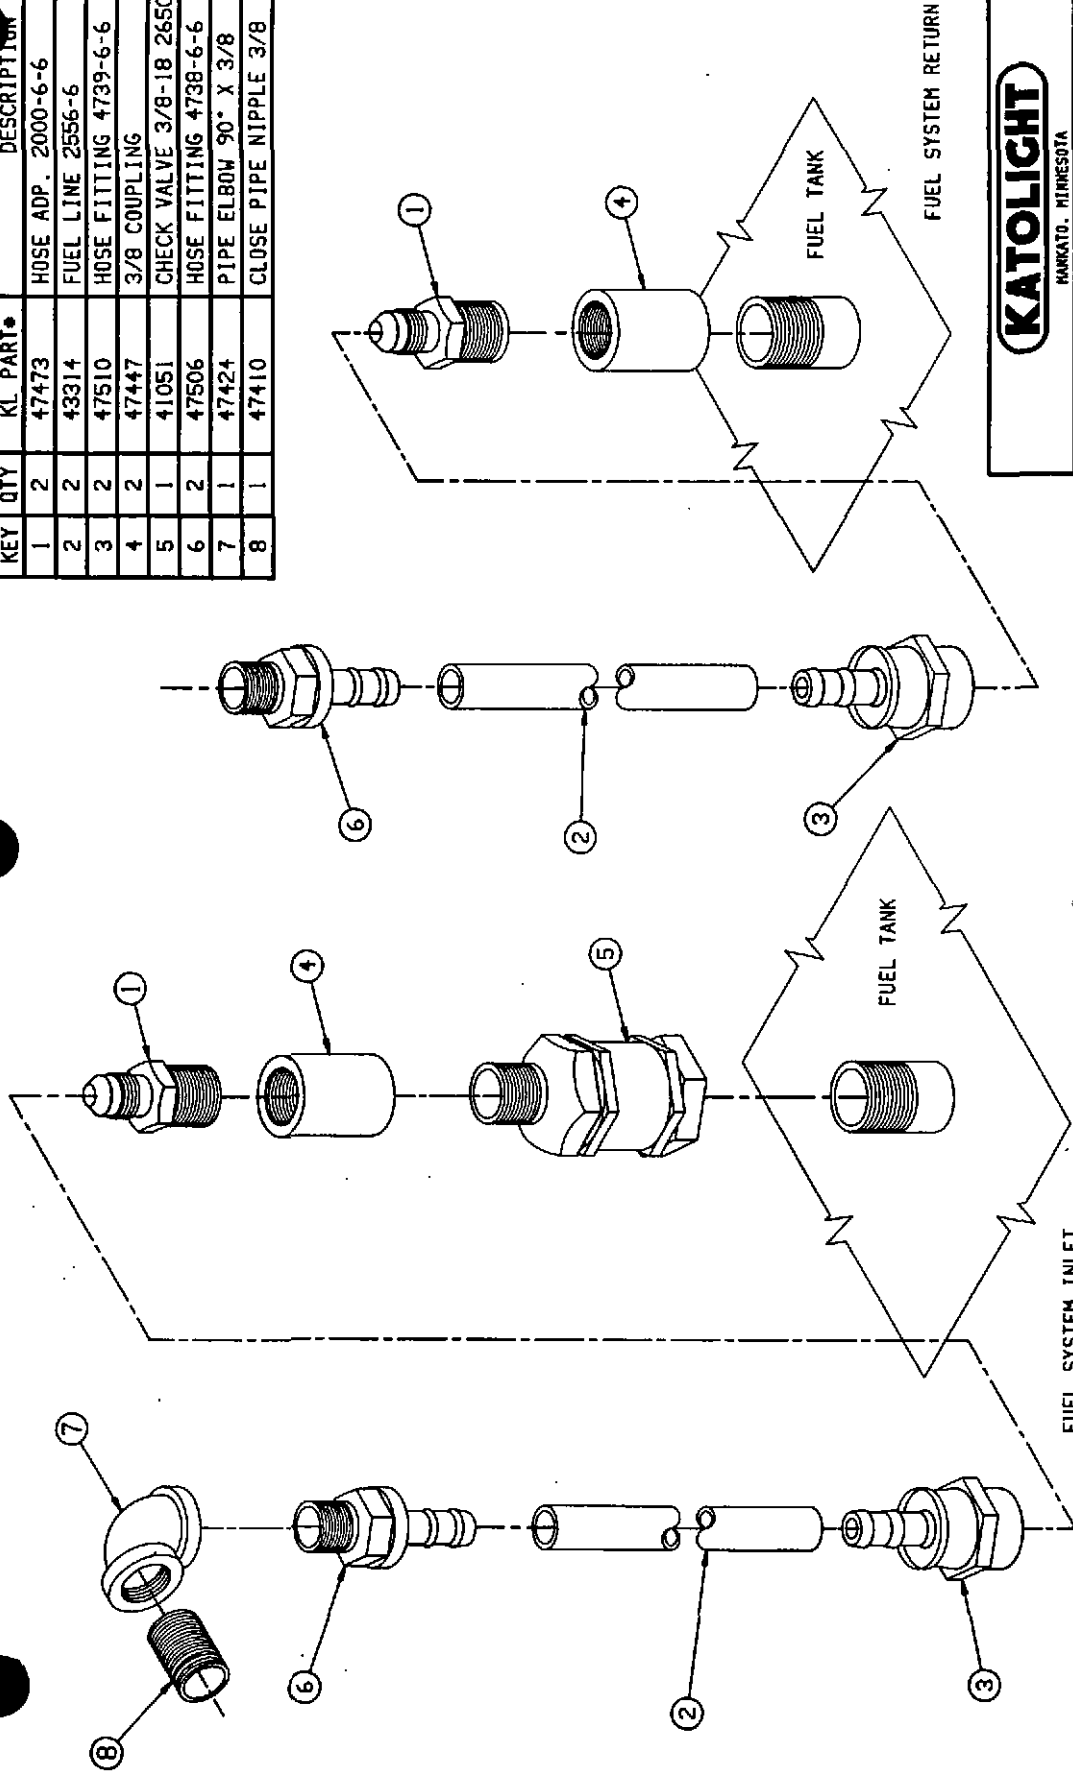 KEY QTY KL PART# DESCRIPTION
1 2 47473 HOSE ADP. 2000-6-6
2 2 43314 FUEL LINE 2556-6
3 2 47510 HOSE FITTING 4739-6-6
4 2 47447 3/8 COUPLING
5 1 41051 CHECK VALVE 3/8-18 2650
6 2 47506 HOSE FITTING 4738-6-6
7 1 47424 PIPE ELBOW 90° X 3/8
8 1 47410 CLOSE PIPE NIPPLE 3/8
8
7
6
2
3
1
4
5
FUEL TANK
FUEL SYSTEM INLET
6
2
3
1
4
FUEL TANK
FUEL SYSTEM RETURN
KATOLIGHT
MANKATO, MINNESOTA